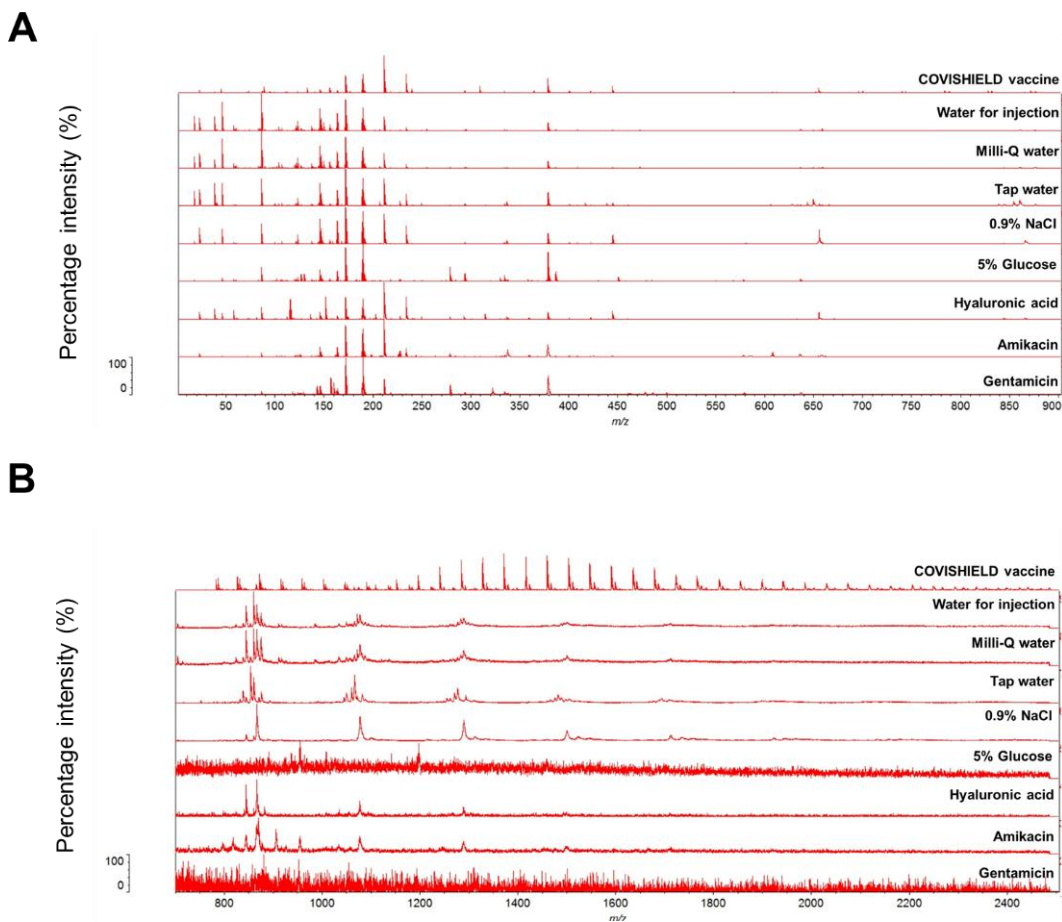 A
Percentage intensity (%)
COVISHIELD vaccine
Water for injection
Milli-Q water
Tap water
0.9% NaCl
5% Glucose
Hyaluronic acid
Amikacin
Gentamicin
100
0
50 100 150 200 250 300 350 400 450 500 550 600 650 700 750 800 850 900
m/z
B
Percentage intensity (%)
COVISHIELD vaccine
Water for injection
Milli-Q water
Tap water
0.9% NaCl
5% Glucose
Hyaluronic acid
Amikacin
Gentamicin
100
0
800 1000 1200 1400 1600 1800 2000 2200 2400
m/z